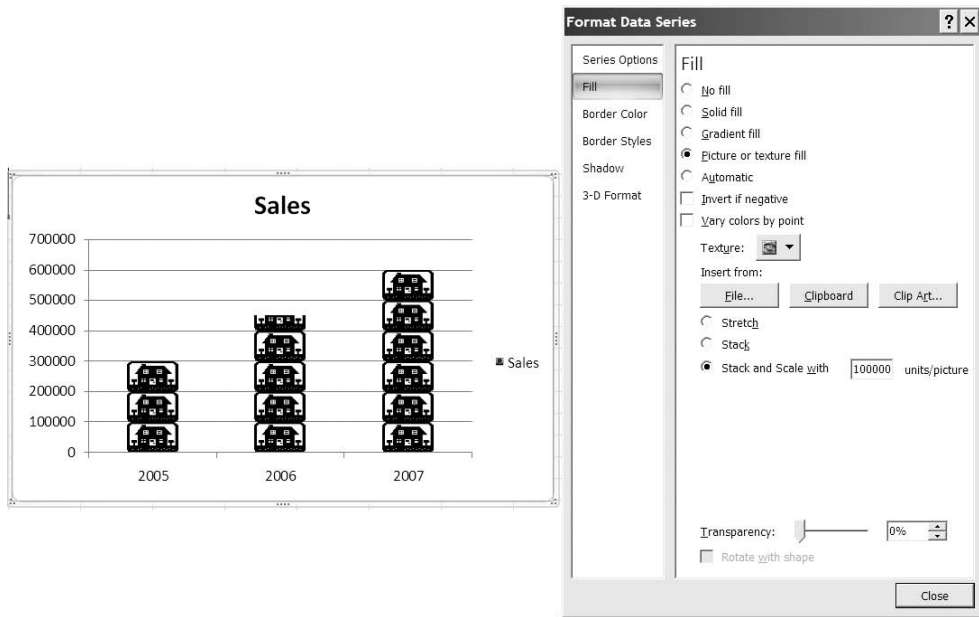 Sales
700000
600000
500000
400000
300000
200000
100000
0
2005 2006 2007
Sales
Format Data Series
? X
Series Options
Fill
Border Color
Border Styles
Shadow
3-D Format
Fill
No fill
Solid fill
Gradient fill
Picture or texture fill
Automatic
Invert if negative
Vary colors by point
Texture:
Insert from:
File... Clipboard Clip Art...
Stretch
Stack
Stack and Scale with 100000 units/picture
Transparency: 0%
Rotate with shape
Close